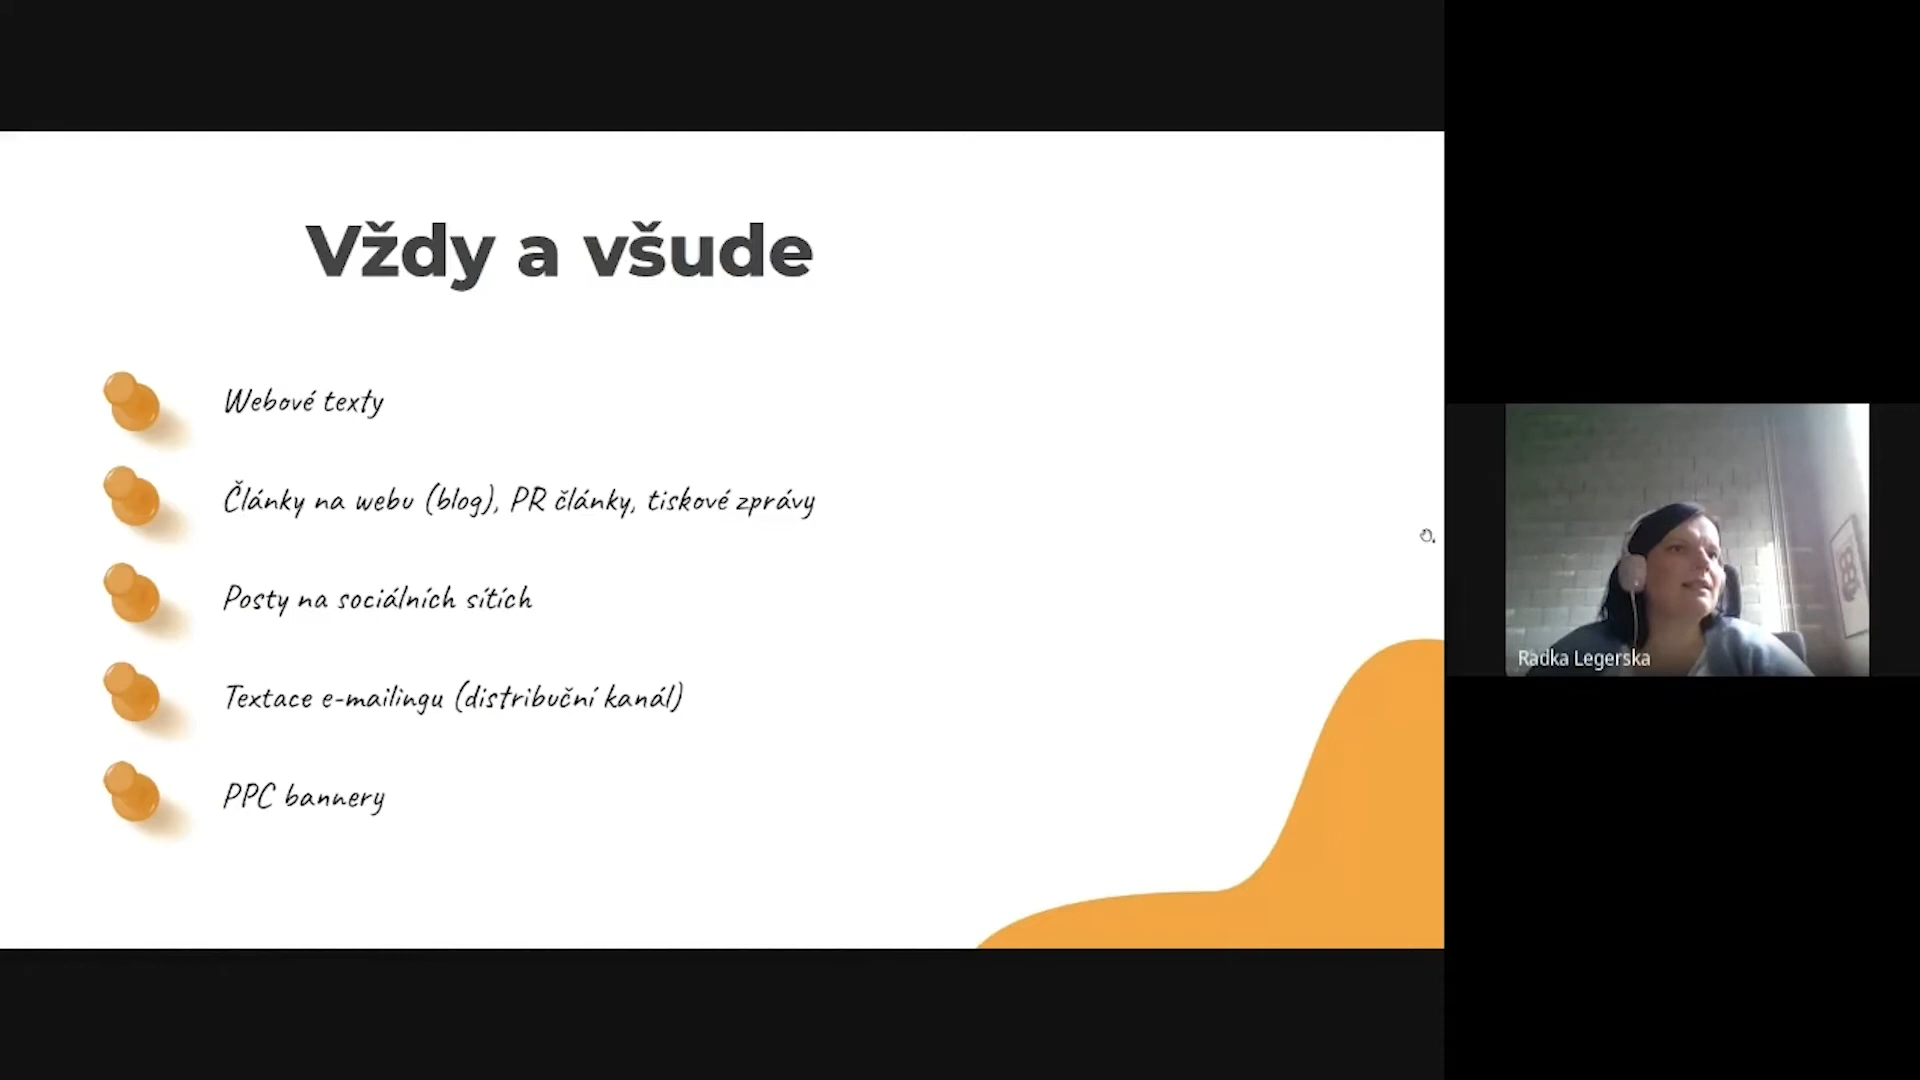 Vždy a všude
Webové texty
Články na webu (blog), PR články, tiskové zprávy
Posty na sociálních sítích
Textace e-mailingu (distribuční kanál)
PPC bannery
Radka Legerska